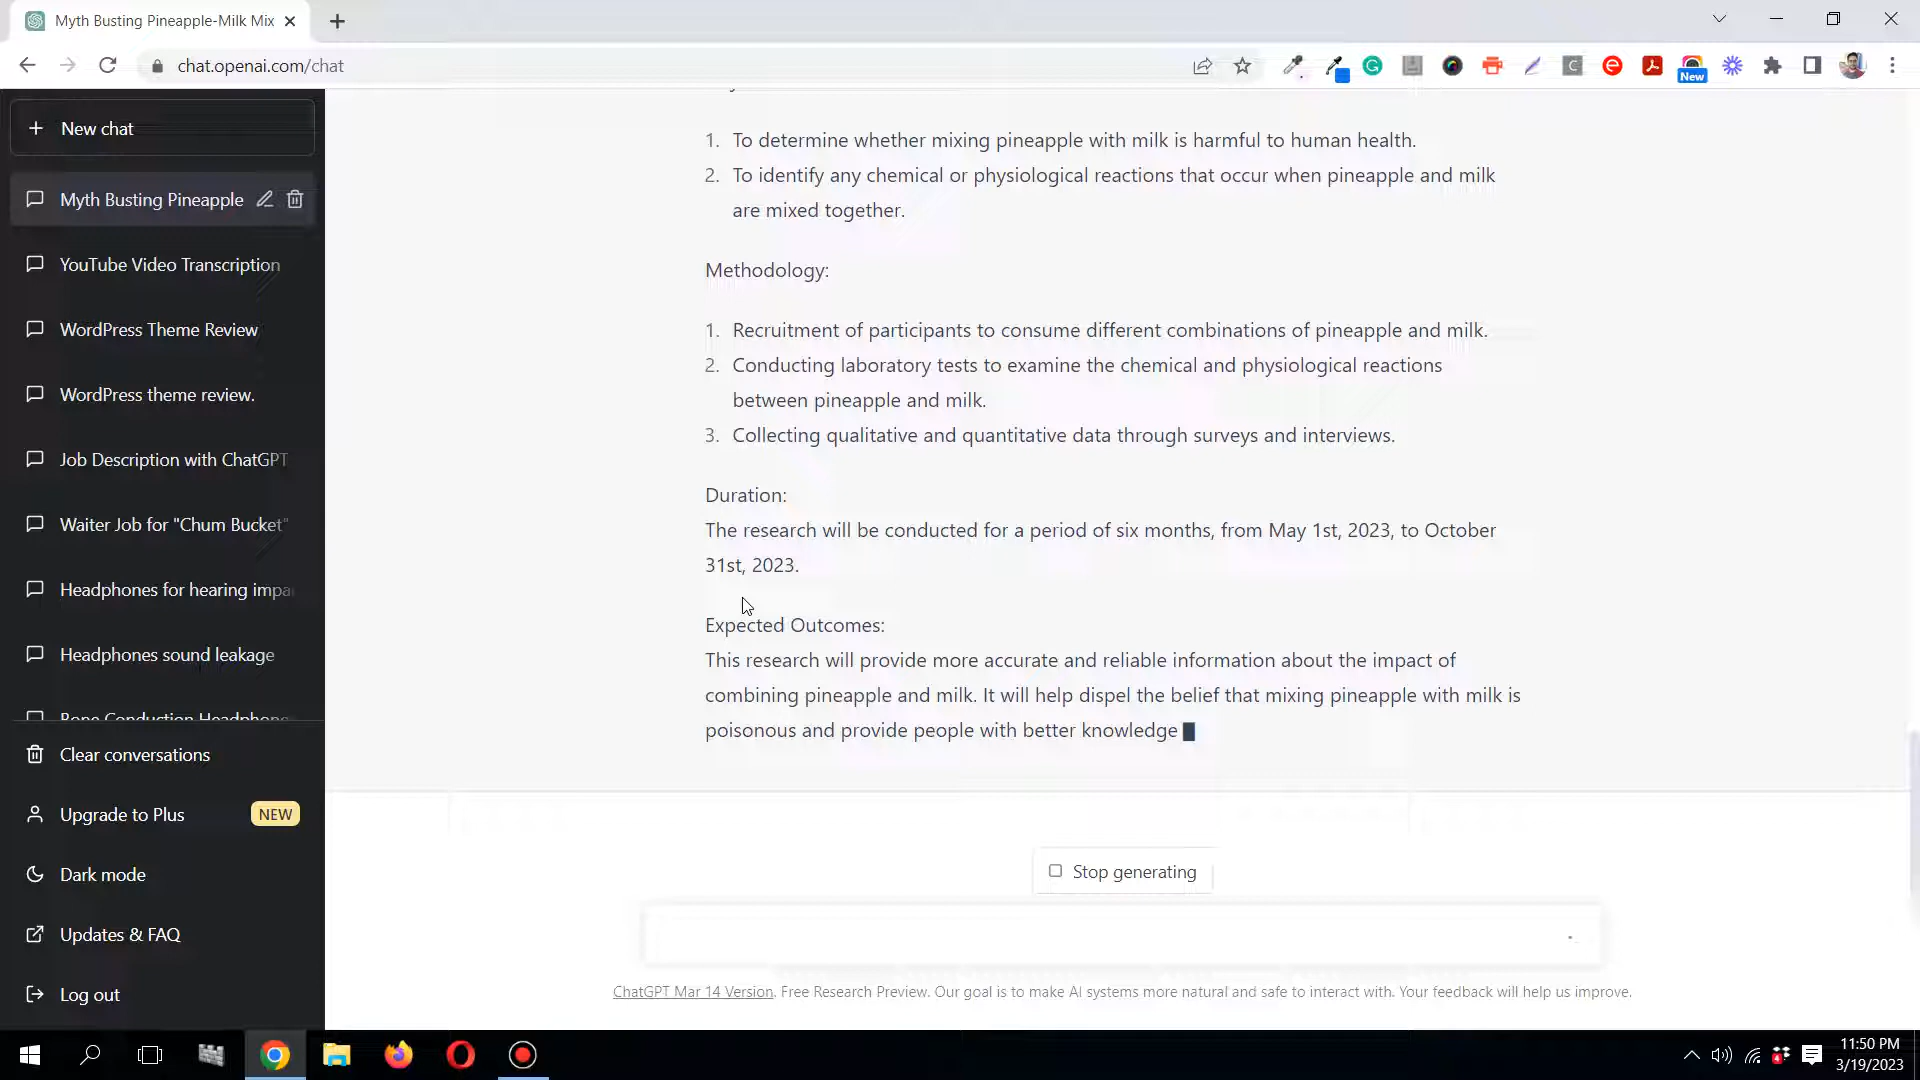 Myth Busting Pineapple-Milk Mix
chat.openai.com/chat
New
New chat
Myth Busting Pineapple
YouTube Video Transcription
WordPress Theme Review
WordPress theme review.
Job Description with ChatGPT
Waiter Job for "Chum Bucket"
Headphones for hearing impa
Headphones sound leakage
Bone Conduction Headphone
Clear conversations
Upgrade to Plus NEW
Dark mode
Updates & FAQ
Log out
1. To determine whether mixing pineapple with milk is harmful to human health.
2. To identify any chemical or physiological reactions that occur when pineapple and milk
are mixed together.
Methodology:
1. Recruitment of participants to consume different combinations of pineapple and milk.
2. Conducting laboratory tests to examine the chemical and physiological reactions
between pineapple and milk.
3. Collecting qualitative and quantitative data through surveys and interviews.
Duration:
The research will be conducted for a period of six months, from May 1st, 2023, to October
31st, 2023.
Expected Outcomes:
This research will provide more accurate and reliable information about the impact of
combining pineapple and milk. It will help dispel the belief that mixing pineapple with milk is
poisonous and provide people with better knowledge
Stop generating
ChatGPT Mar 14 Version. Free Research Preview. Our goal is to make AI systems more natural and safe to interact with. Your feedback will help us improve.
11:50 PM
3/19/2023